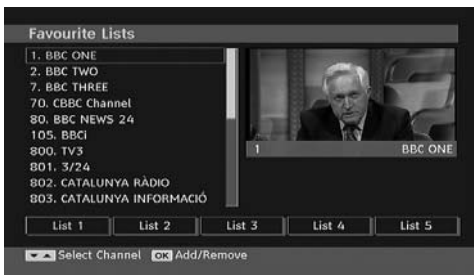 Favourite Lists
1. BBC ONE
2. BBC TWO
7. BBC THREE
70. CBBC Channel
80. BBC NEWS 24
105. BBCi
800. TV3
801. 3/24
802. CATALUNYA RÀDIO
803. CATALUNYA INFORMACIÓ
1 BBC ONE
List 1 List 2 List 3 List 4 List 5
Select Channel OK Add/Remove